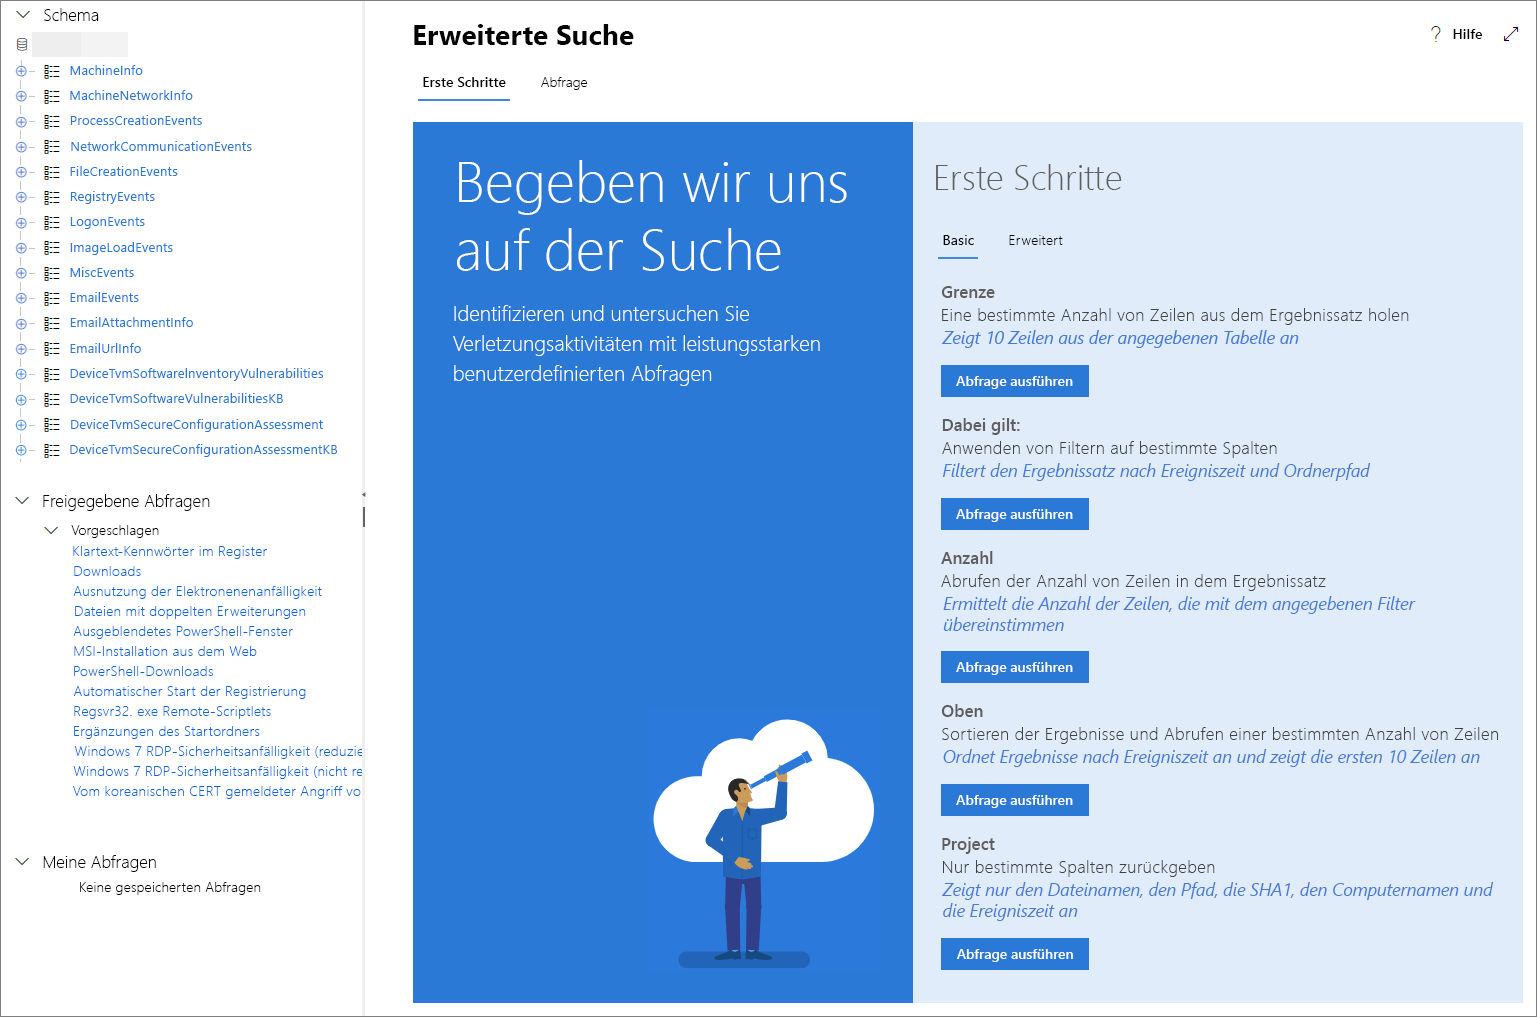 Schema
MachineInfo
MachineNetworkInfo
ProcessCreationEvents
NetworkCommunicationEvents
FileCreationEvents
RegistryEvents
LogonEvents
ImageLoadEvents
MiscEvents
EmailEvents
EmailAttachmentInfo
EmailUrlInfo
DeviceTvmSoftwareInventoryVulnerabilities
DeviceTvmSoftwareVulnerabilitiesKB
DeviceTvmSecureConfigurationAssessment
DeviceTvmSecureConfigurationAssessmentKB
Freigegebene Abfragen
Vorgeschlagen
Klartext-Kennwörter im Register
Downloads
Ausnutzung der Elektronenenanfälligkeit
Dateien mit doppelten Erweiterungen
Ausgeblendetes PowerShell-Fenster
MSI-Installation aus dem Web
PowerShell-Downloads
Automatischer Start der Registrierung
Regsvr32. exe Remote-Scriptlets
Ergänzungen des Startordners
Windows 7 RDP-Sicherheitsanfälligkeit (reduzie
Windows 7 RDP-Sicherheitsanfälligkeit (nicht re
Vom koreanischen CERT gemeldeter Angriff vo
Meine Abfragen
Keine gespeicherten Abfragen
Erweiterte Suche
? Hilfe
Erste Schritte Abfrage
Begeben wir uns
auf der Suche
Identifizieren und untersuchen Sie
Verletzungsaktivitäten mit leistungsstarken
benutzerdefinierten Abfragen
Erste Schritte
Basic Erweitert
Grenze
Eine bestimmte Anzahl von Zeilen aus dem Ergebnissatz holen
Zeigt 10 Zeilen aus der angegebenen Tabelle an
Abfrage ausführen
Dabei gilt:
Anwenden von Filtern auf bestimmte Spalten
Filtert den Ergebnissatz nach Ereigniszeit und Ordnerpfad
Abfrage ausführen
Anzahl
Abrufen der Anzahl von Zeilen in dem Ergebnissatz
Ermittelt die Anzahl der Zeilen, die mit dem angegebenen Filter
übereinstimmen
Abfrage ausführen
Oben
Sortieren der Ergebnisse und Abrufen einer bestimmten Anzahl von Zeilen
Ordnet Ergebnisse nach Ereigniszeit an und zeigt die ersten 10 Zeilen an
Abfrage ausführen
Project
Nur bestimmte Spalten zurückgeben
Zeigt nur den Dateinamen, den Pfad, die SHA1, den Computernamen und
die Ereigniszeit an
Abfrage ausführen